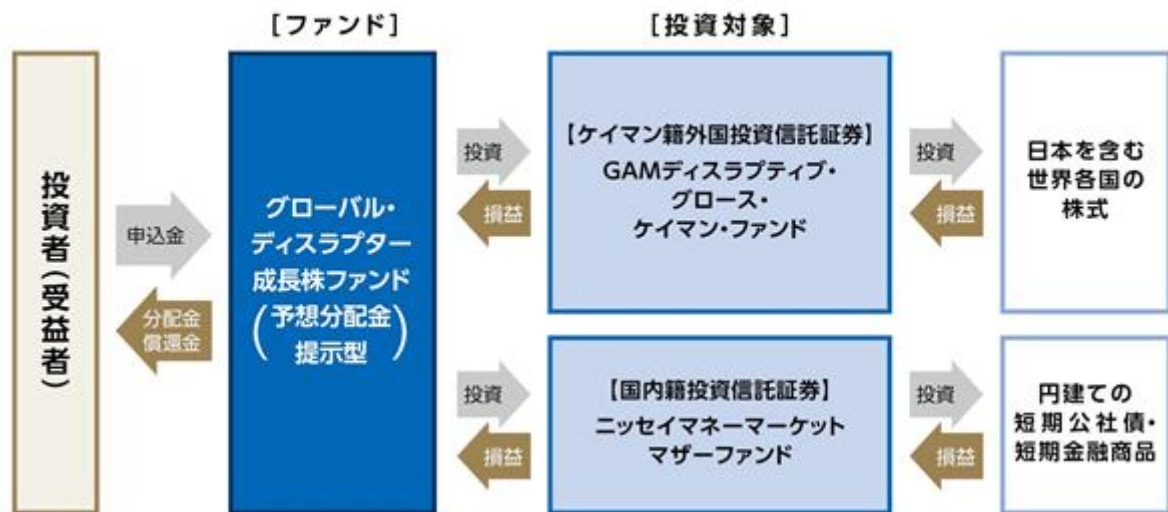 ［ファンド］
［投資対象］
投資者（受益者）
申込金
分配金
償還金
グローバル・
ディスラプター
成長株ファンド
（予想分配金
提示型）
投資
損益
【ケイマン籍外国投資信託証券】
GAMディスラプティブ・
グロース・
ケイマン・ファンド
投資
損益
日本を含む
世界各国の
株式
投資
損益
【国内籍投資信託証券】
ニッセイマネーマーケット
マザーファンド
投資
損益
円建ての
短期公社債・
短期金融商品